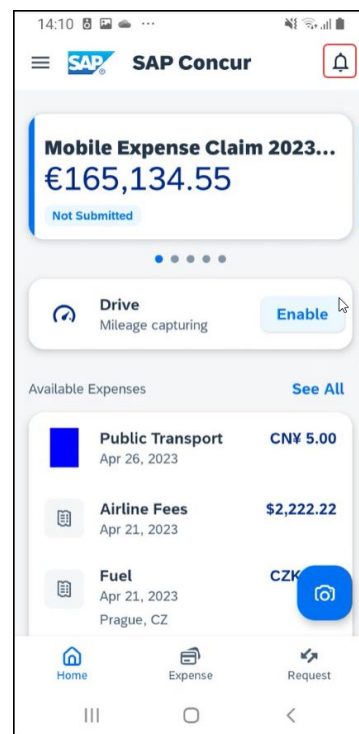 14:10
SAP SAP Concur
Mobile Expense Claim 2023...
€165,134.55
Not Submitted
Drive
Mileage capturing
Enable
Available Expenses
See All
Public Transport
CN¥ 5.00
Apr 26, 2023
Airline Fees
$2,222.22
Apr 21, 2023
Fuel
CZK
Apr 21, 2023
Prague, CZ
Home
Expense
Request